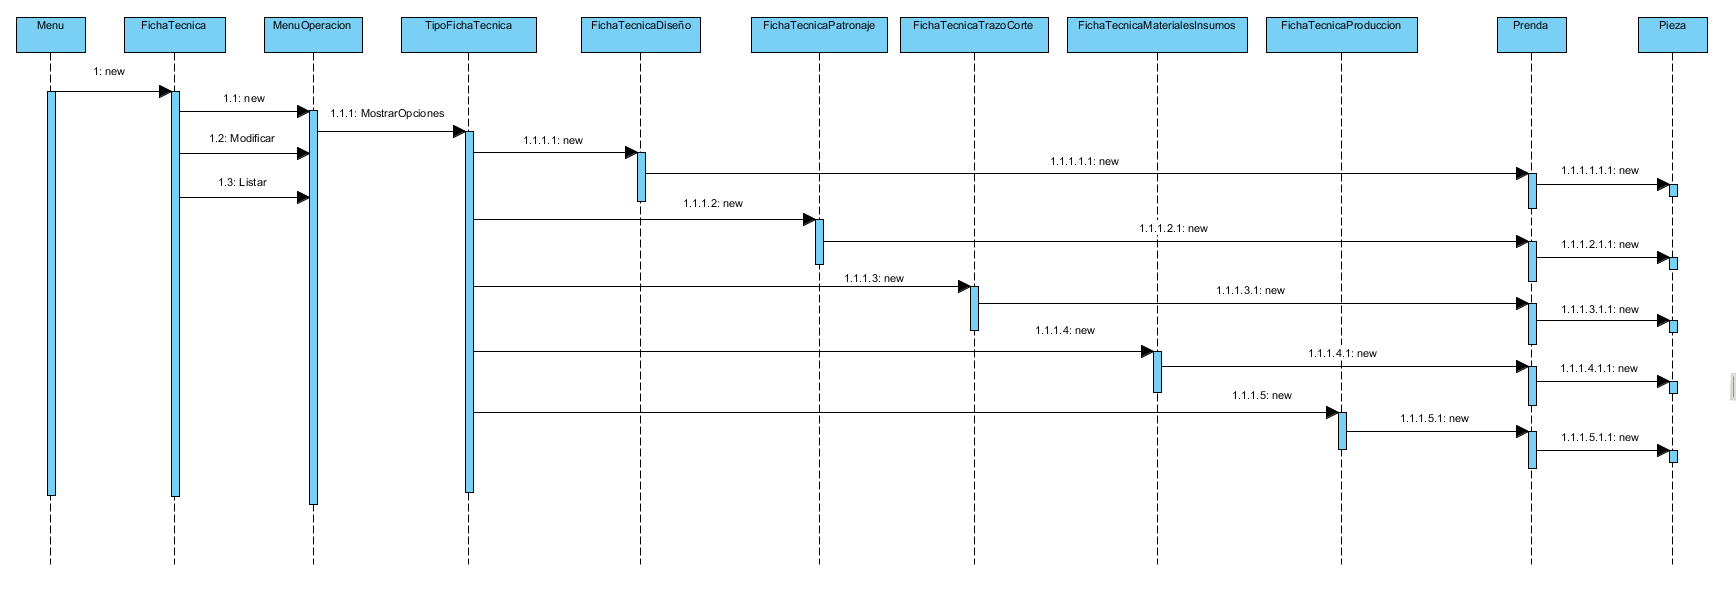 Menu
FichaTecnica
MenuOperacion
TipoFichaTecnica
FichaTecnicaDiseño
FichaTecnicaPatronaje
FichaTecnicaTrazoCorte
FichaTecnicaMaterialesInsumos
FichaTecnicaProduccion
Prenda
Pieza
1: new
1.1: new
1.1.1: MostrarOpciones
1.2: Modificar
1.1.1.1: new
1.1.1.1.1: new
1.1.1.1.1.1: new
1.3: Listar
1.1.1.2: new
1.1.1.2.1: new
1.1.1.2.1.1: new
1.1.1.3: new
1.1.1.3.1: new
1.1.1.3.1.1: new
1.1.1.4: new
1.1.1.4.1: new
1.1.1.4.1.1: new
1.1.1.5: new
1.1.1.5.1: new
1.1.1.5.1.1: new